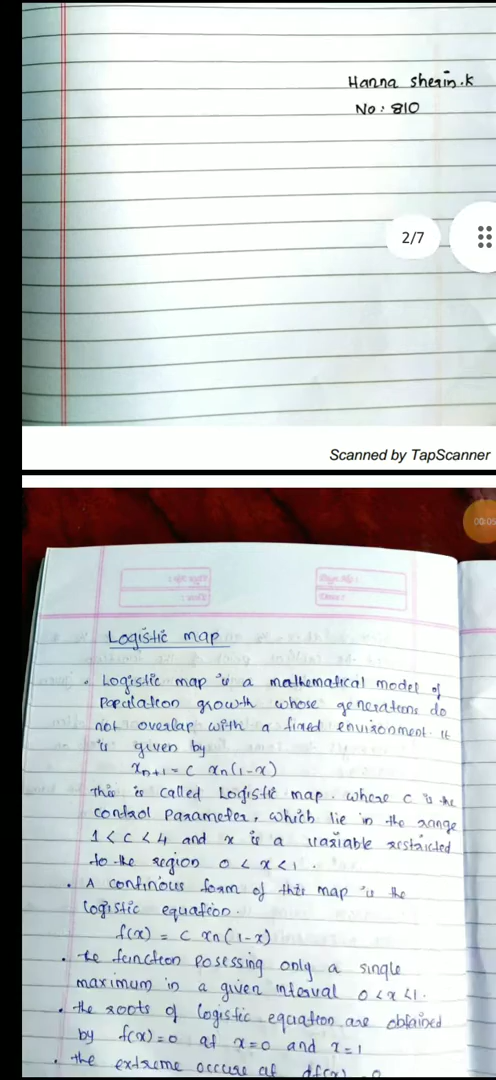 Hanna Sherin.K
No: 810
2/7
Scanned by TapScanner
00:05
Logistic map
. Logistic map is a mathematical model of
Population growth whose generations do
not overlap with a fixed environment. It
is given by
xn+1 = C xn(1-x)
this is called Logistic map. where C is the
control Parameter, which lie in the range
1 < C < 4 and x is a variable restricted
to the region 0 < x < 1 .
. A continous form of this map is the
logistic equation.
f(x) = C xn(1-x)
. the function posessing only a single
maximum in a given interval 0 < x < 1.
. the roots of logistic equation are obtained
by f(x)=0 at x=0 and x=1
. the extreme occurs at df(x) 0